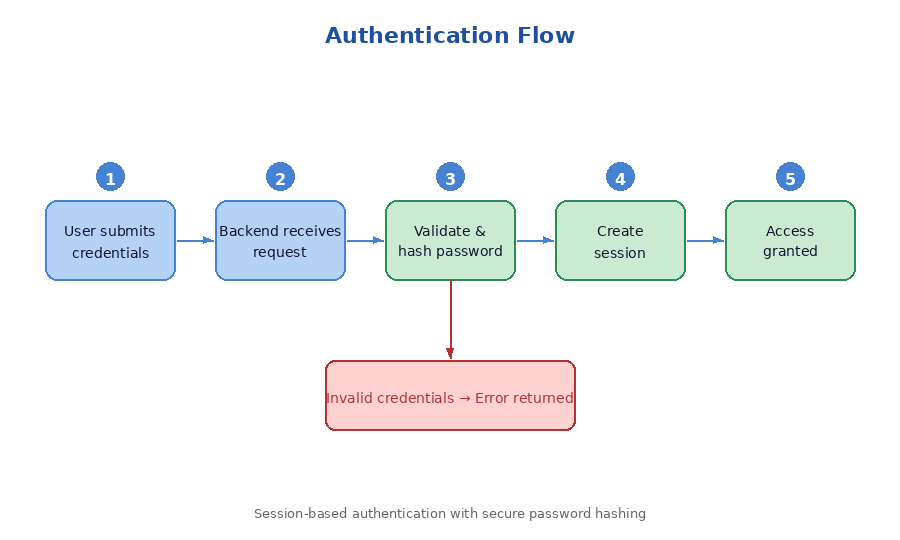 Authentication Flow
1
2
3
4
5
User submits
credentials
Backend receives
request
Validate &
hash password
Create
session
Access
granted
Invalid credentials → Error returned
Session-based authentication with secure password hashing